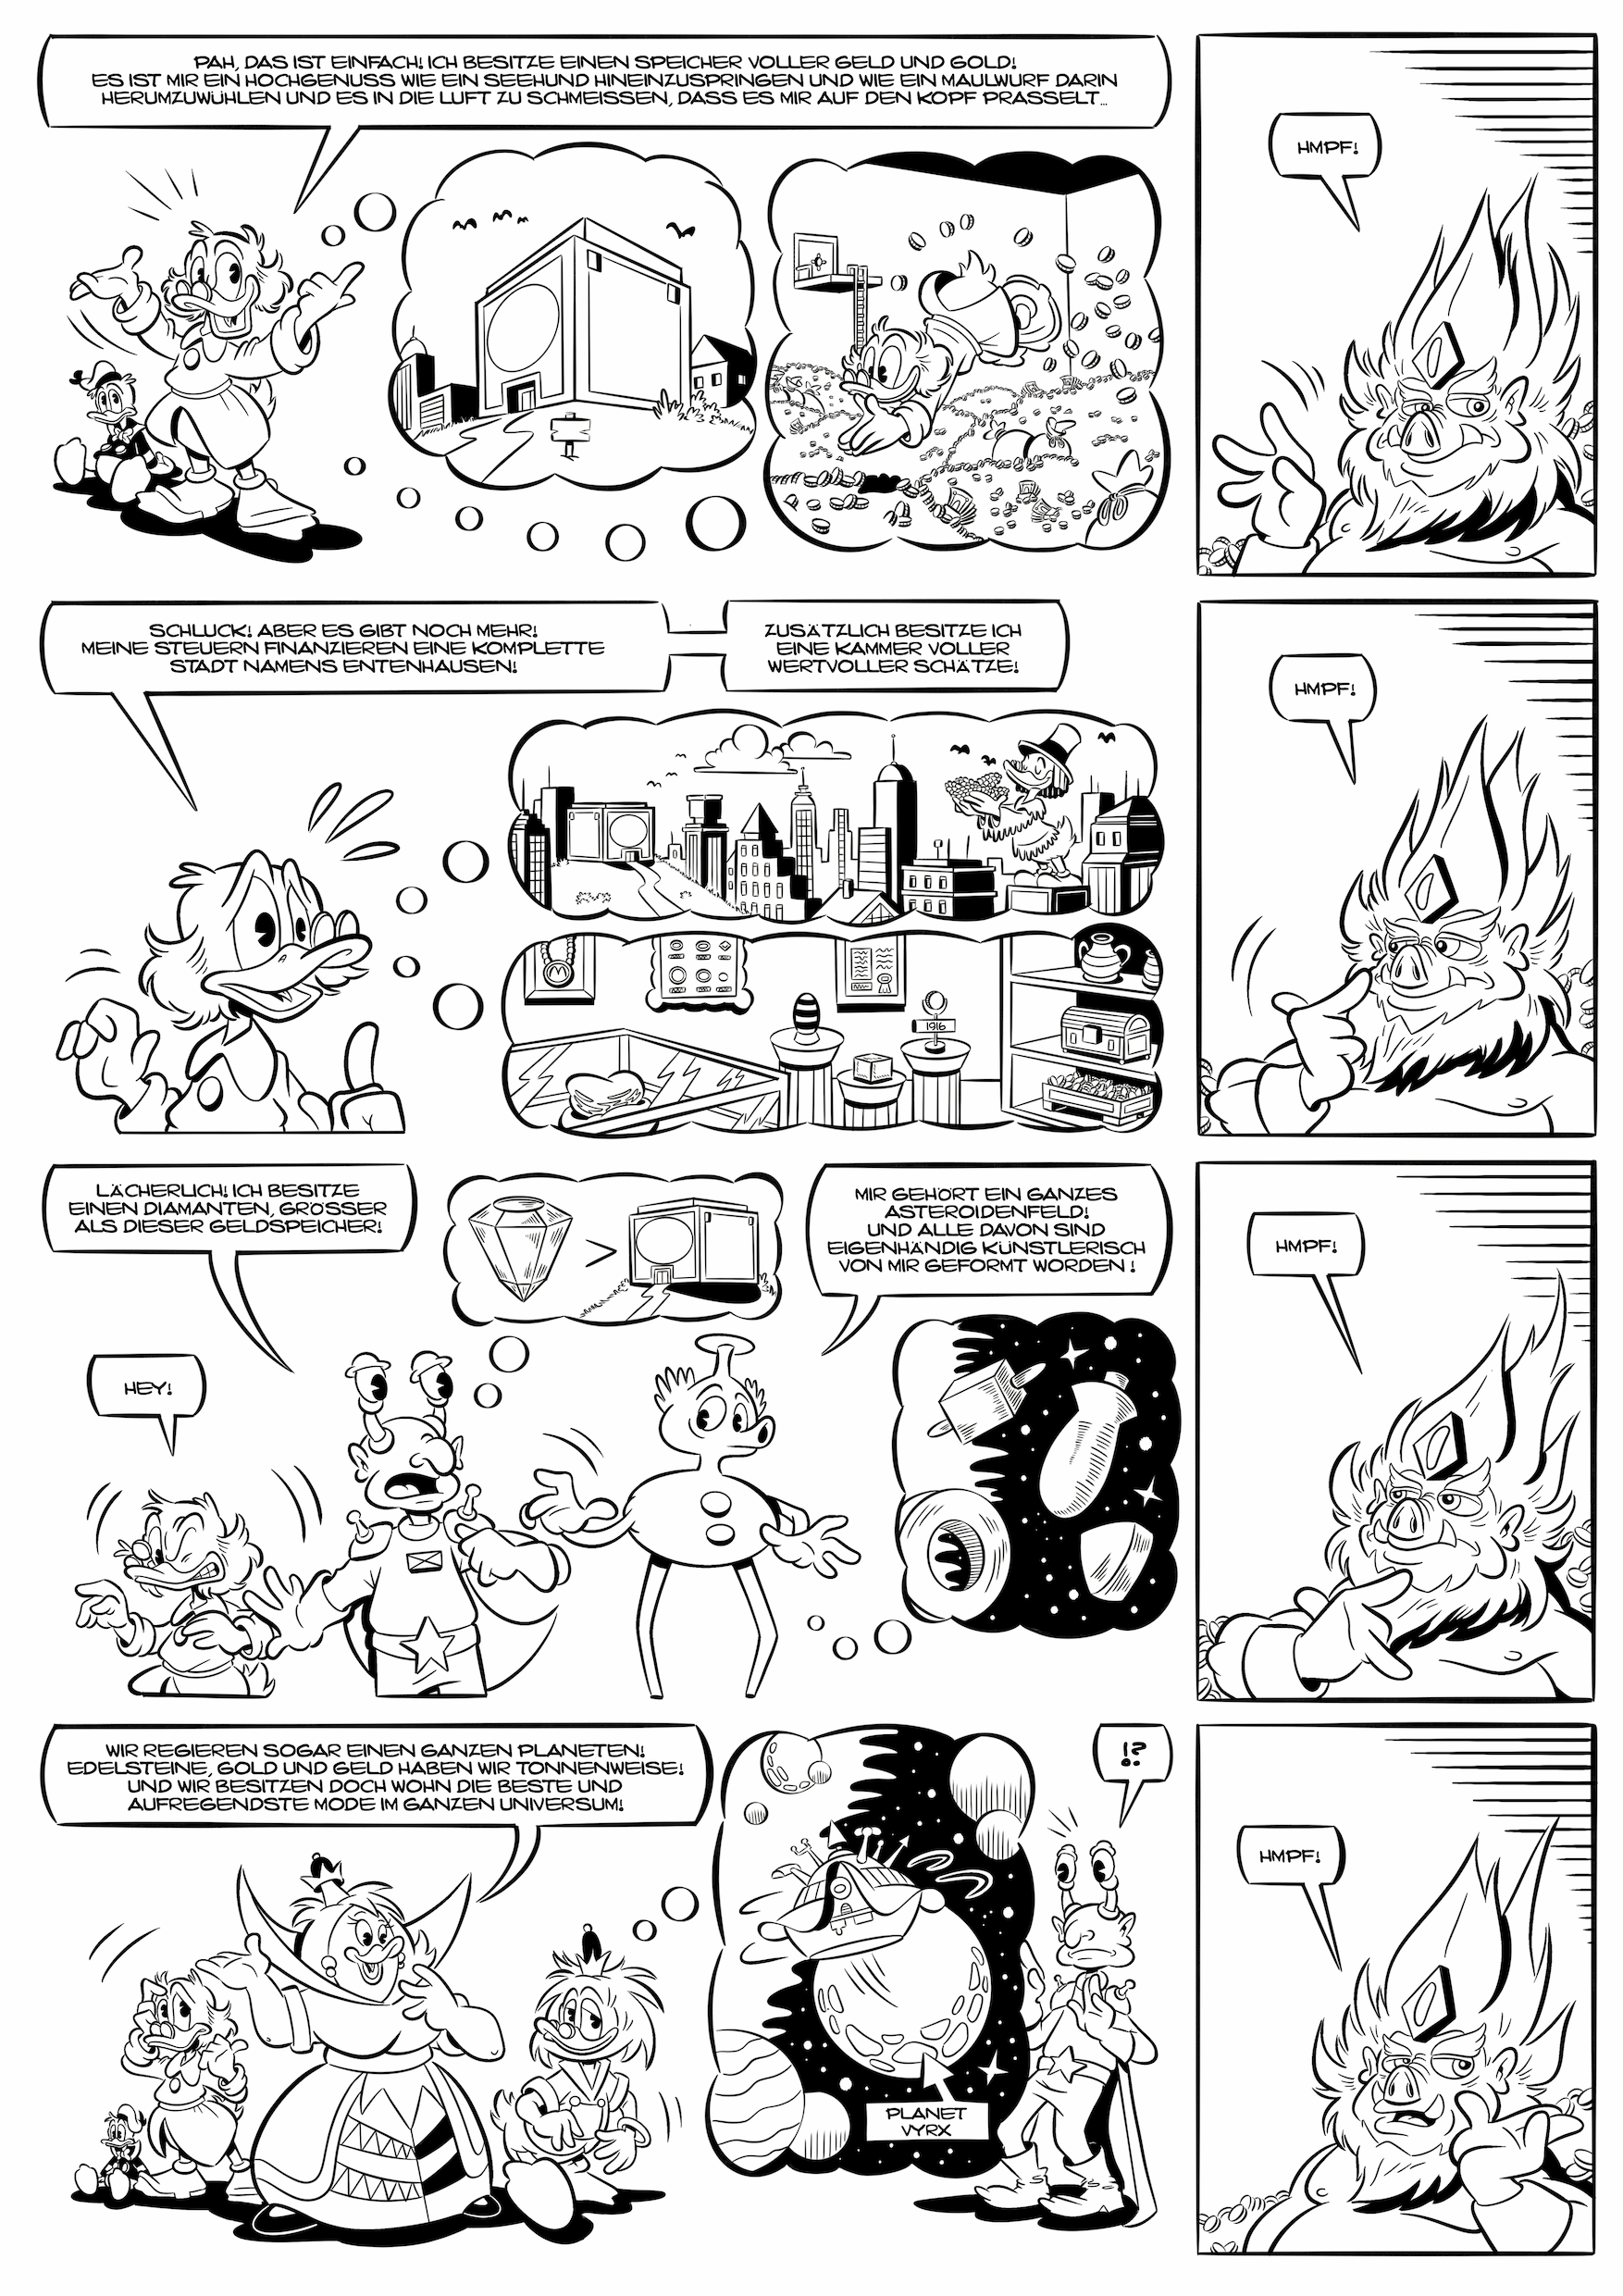 PAH, DAS IST EINFACH! ICH BESITZE EINEN SPEICHER VOLLER GELD UND GOLD!
ES IST MIR EIN HOCHGENUSS WIE EIN SEEHUND HINEINZUSPRINGEN UND WIE EIN MAULWURF DARIN
HERUMZUWÜHLEN UND ES IN DIE LUFT ZU SCHMEISSEN, DASS ES MIR AUF DEN KOPF PRASSELT...
HMPF!
SCHLUCK! ABER ES GIBT NOCH MEHR!
MEINE STEUERN FINANZIEREN EINE KOMPLETTE
STADT NAMENS ENTENHAUSEN!
ZUSÄTZLICH BESITZE ICH
EINE KAMMER VOLLER
WERTVOLLER SCHÄTZE!
M
1916
HMPF!
LÄCHERLICH! ICH BESITZE
EINEN DIAMANTEN, GRÖSSER
ALS DIESER GELDSPEICHER!
>
MIR GEHÖRT EIN GANZES
ASTEROIDENFELD!
UND ALLE DAVON SIND
EIGENHÄNDIG KÜNSTLERISCH
VON MIR GEFORMT WORDEN!
HEY!
HMPF!
WIR REGIEREN SOGAR EINEN GANZEN PLANETEN!
EDELSTEINE, GOLD UND GELD HABEN WIR TONNENWEISE!
UND WIR BESITZEN DOCH WOHN DIE BESTE UND
AUFREGENDSTE MODE IM GANZEN UNIVERSUM!
PLANET
VYRX
!?
HMPF!